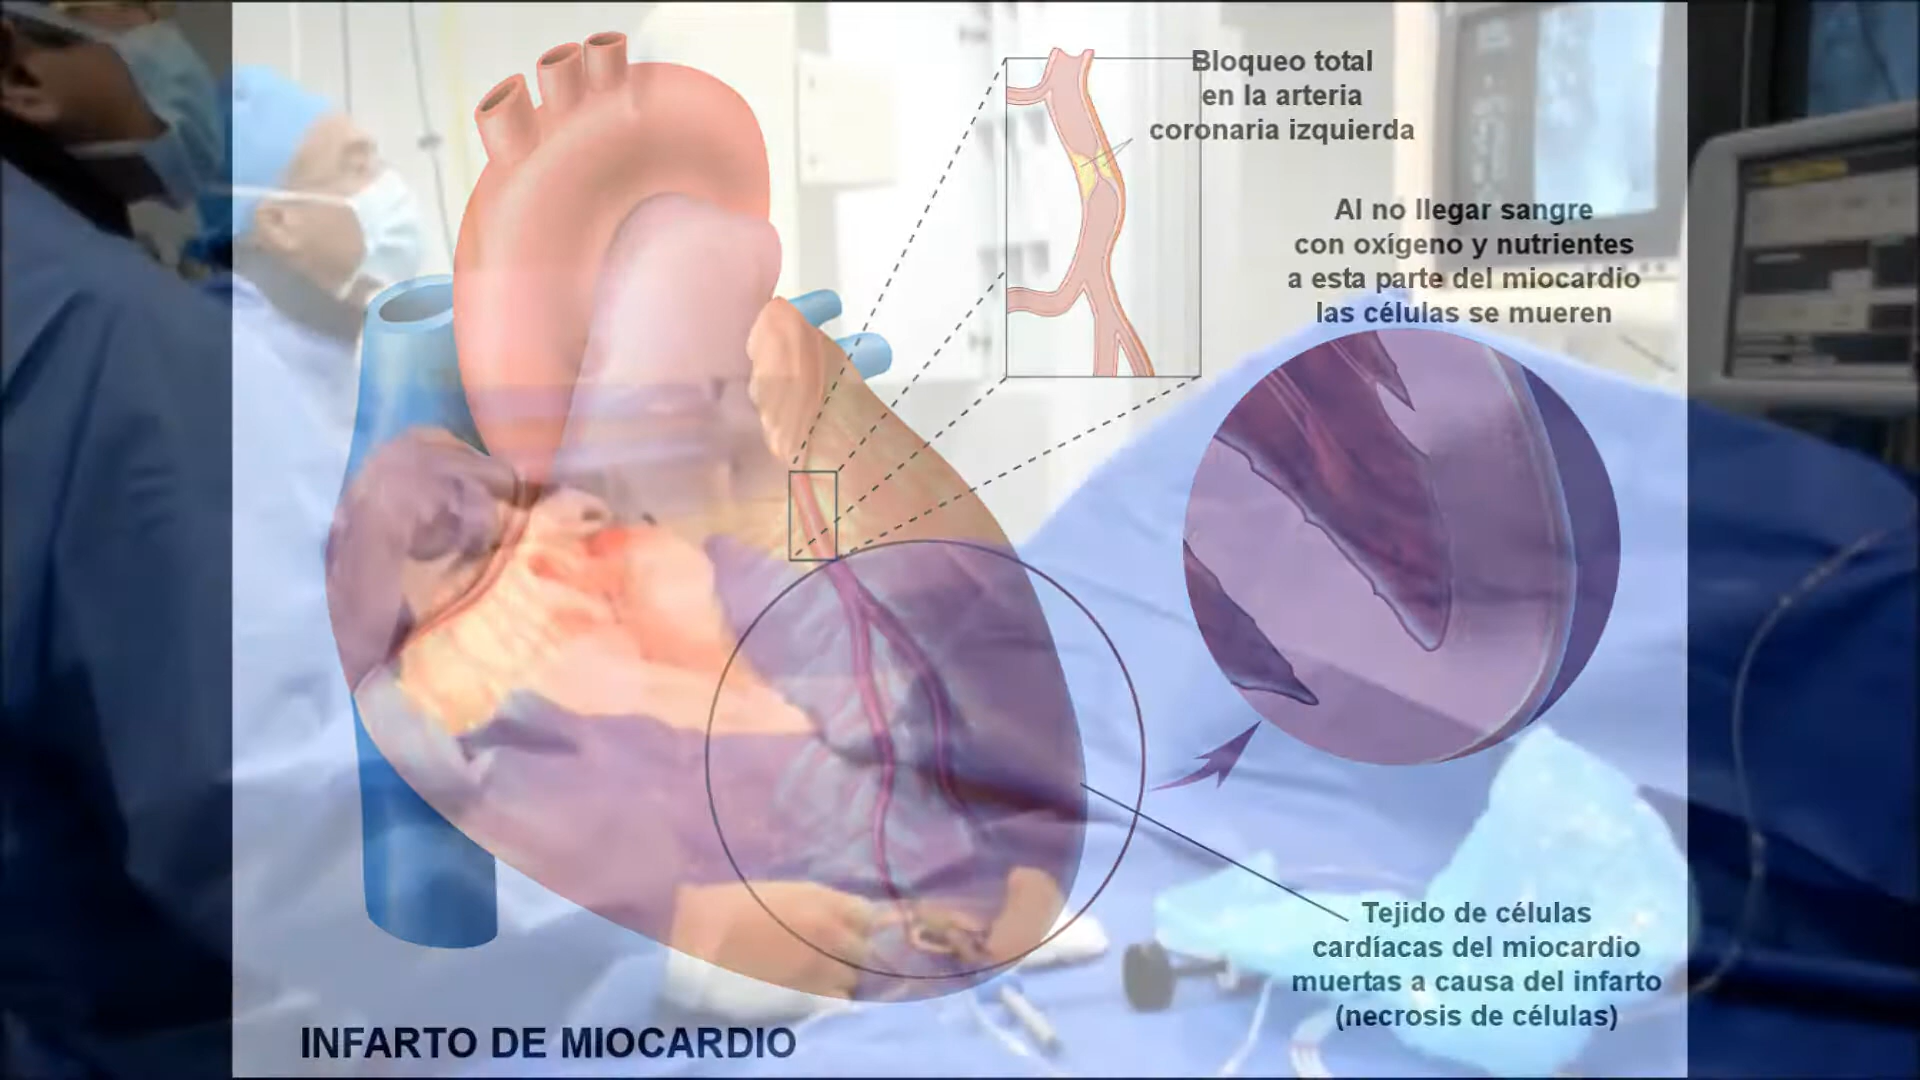 Bloqueo total
en la arteria
coronaria izquierda
Al no llegar sangre
con oxígeno y nutrientes
a esta parte del miocardio
las células se mueren
Tejido de células
cardíacas del miocardio
muertas a causa del infarto
(necrosis de células)
INFARTO DE MIOCARDIO